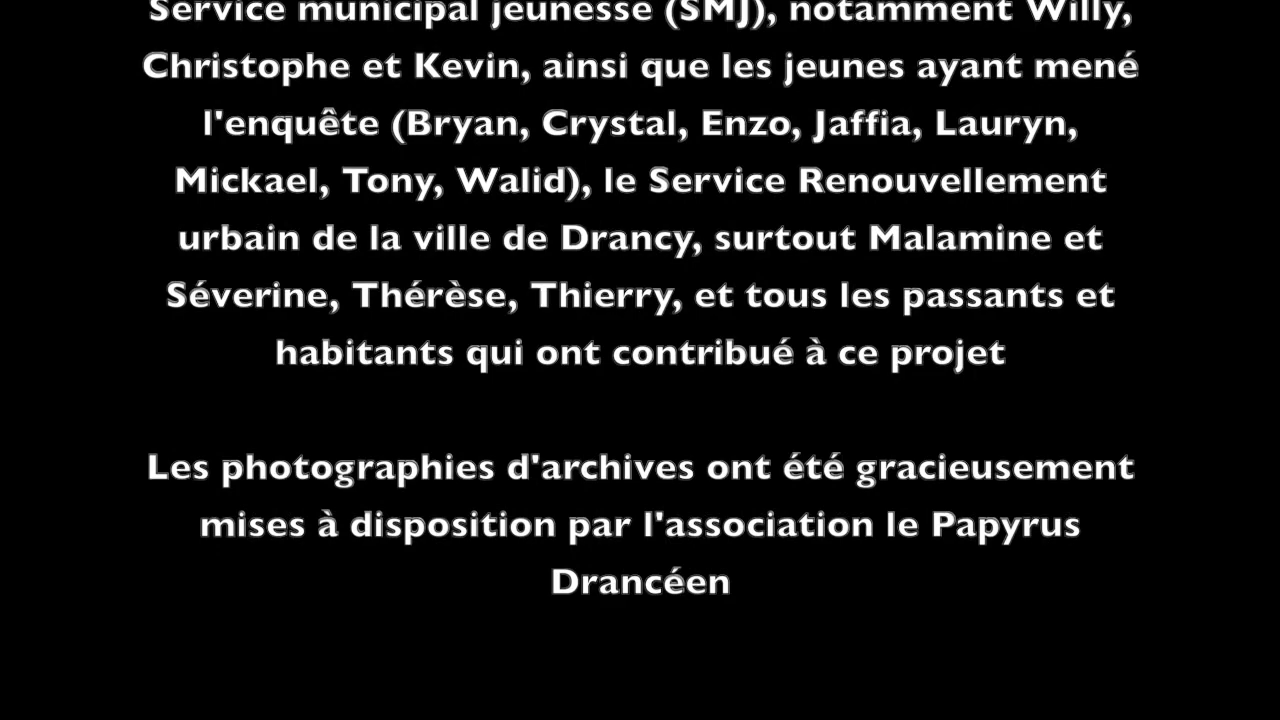 Service municipal jeunesse (SMJ), notamment Willy,
Christophe et Kevin, ainsi que les jeunes ayant mené
l'enquête (Bryan, Crystal, Enzo, Jaffia, Lauryn,
Mickael, Tony, Walid), le Service Renouvellement
urbain de la ville de Drancy, surtout Malamine et
Séverine, Thérèse, Thierry, et tous les passants et
habitants qui ont contribué à ce projet
Les photographies d'archives ont été gracieusement
mises à disposition par l'association le Papyrus
Drancéen